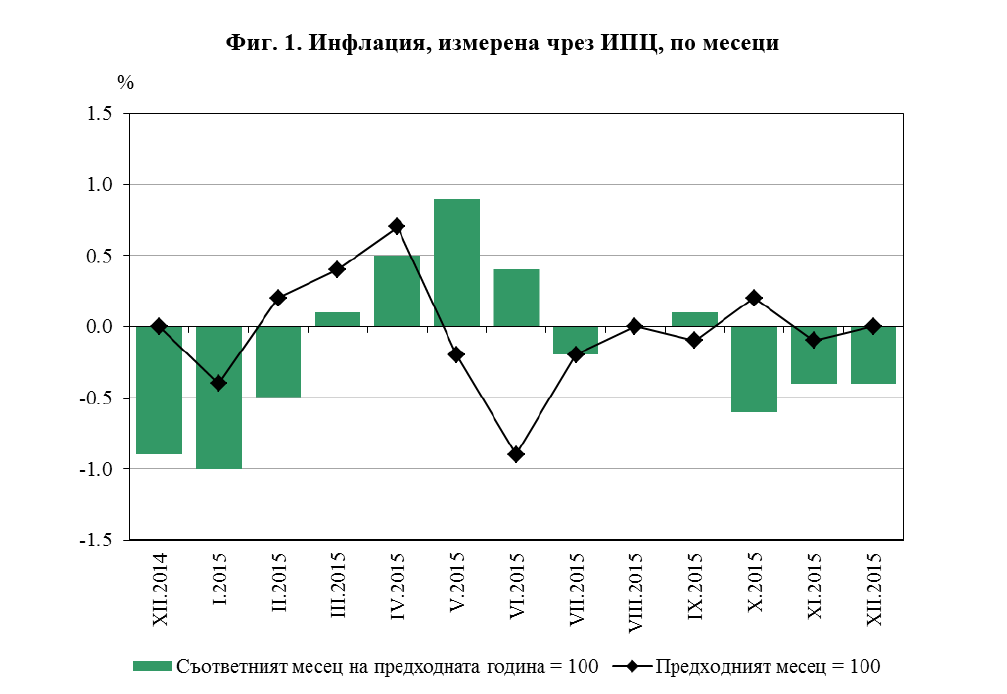 Фиг. 1. Инфлация, измерена чрез ИПЦ, по месеци
%
1.5
1.0
0.5
0.0
-0.5
-1.0
-1.5
XII.2014
I.2015
II.2015
III.2015
IV.2015
V.2015
VI.2015
VII.2015
VIII.2015
IX.2015
X.2015
XI.2015
XII.2015
Съответният месец на предходната година = 100
Предходният месец = 100